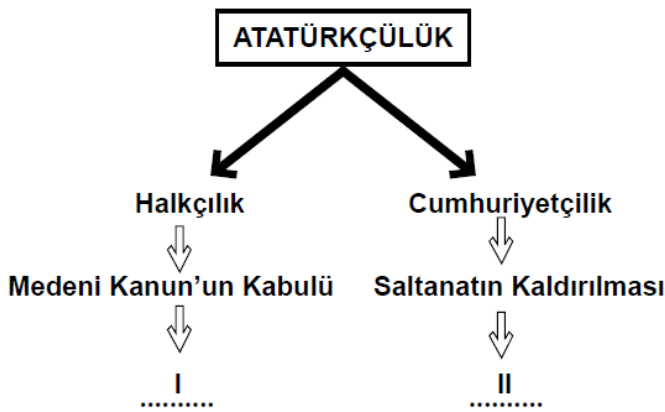 ATATÜRKÇÜLÜK
Halkçılık
Cumhuriyetçilik
Medeni Kanun’un Kabulü
Saltanatın Kaldırılması
I
..........
II
..........